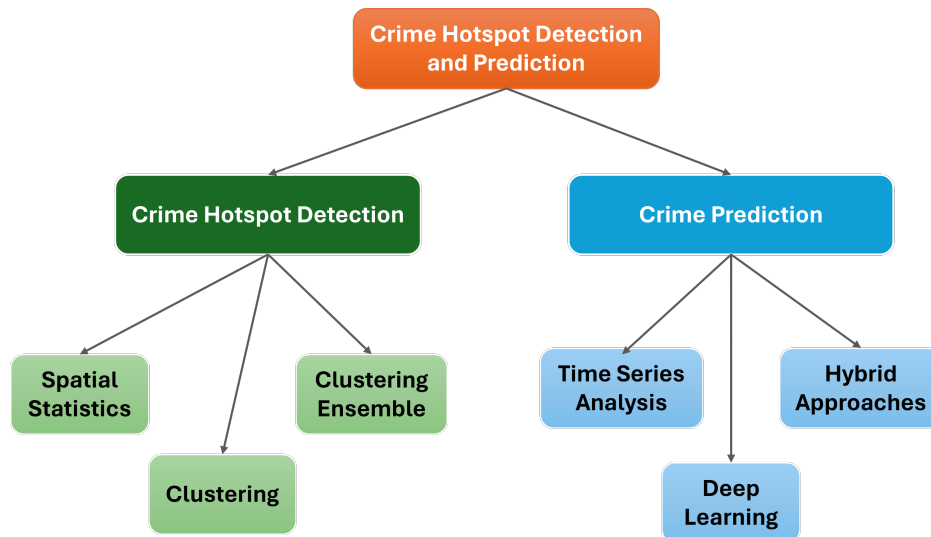 Crime Hotspot Detection
and Prediction
Crime Hotspot Detection
Crime Prediction
Spatial
Statistics
Clustering
Ensemble
Clustering
Time Series
Analysis
Hybrid
Approaches
Deep
Learning